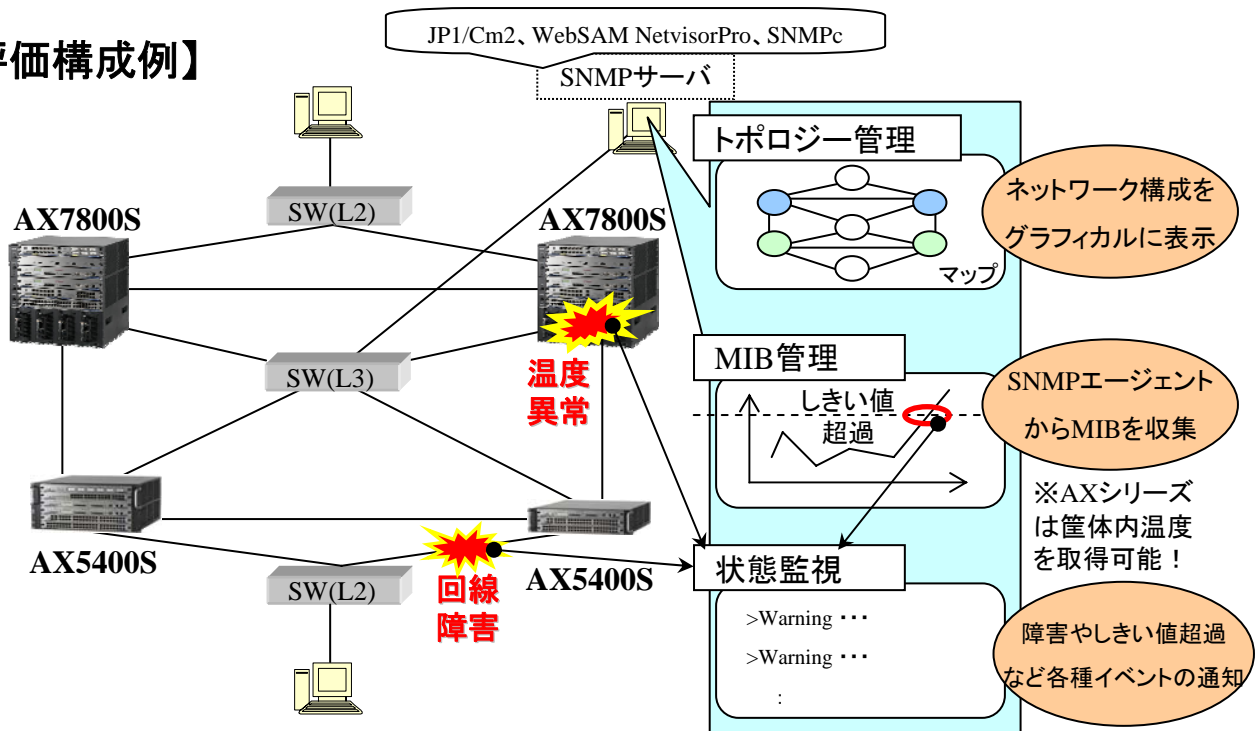 評価構成例】
JP1/Cm2、WebSAM NetvisorPro、SNMPc
SNMPサーバ
SW(L2)
AX7800S
AX7800S
温度
異常
SW(L3)
AX5400S
AX5400S
回線
障害
SW(L2)
トポロジー管理
マップ
ネットワーク構成を
グラフィカルに表示
MIB管理
しきい値
超過
SNMPエージェント
からMIBを収集
※AXシリーズ
は筐体内温度
を取得可能！
状態監視
>Warning ･･･
>Warning ･･･
:
障害やしきい値超過
など各種イベントの通知